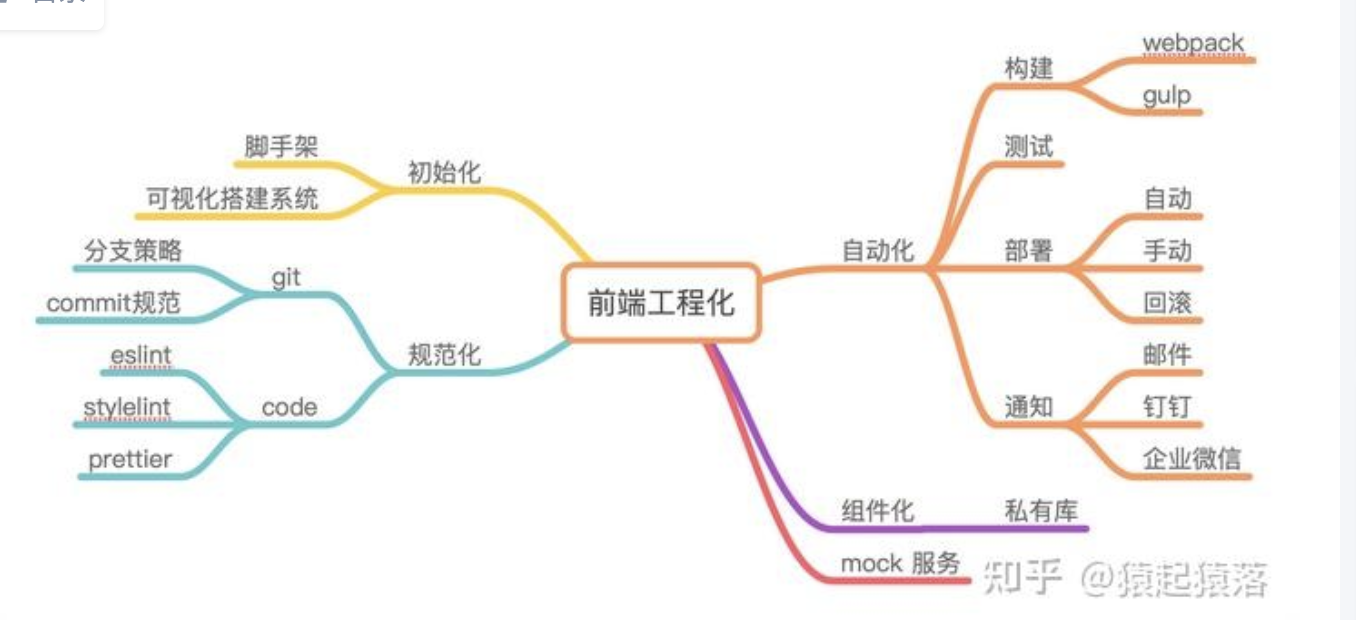 webpack
构建
gulp
脚手架
测试
初始化
可视化搭建系统
自动
分支策略
自动化
部署
手动
git
前端工程化
commit规范
回滚
eslint
规范化
邮件
stylelint
code
通知
钉钉
prettier
企业微信
组件化
私有库
mock 服务
知乎 @猿起猿落